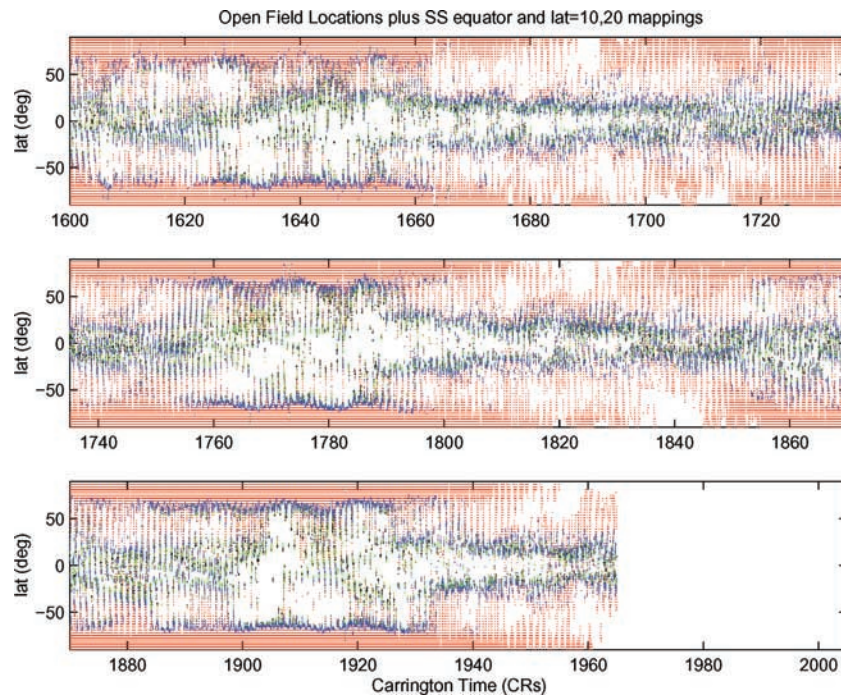 Open Field Locations plus SS equator and lat=10,20 mappings
lat (deg)
50
0
−50
1600 1620 1640 1660 1680 1700 1720
lat (deg)
50
0
−50
1740 1760 1780 1800 1820 1840 1860
lat (deg)
50
0
−50
1880 1900 1920 1940 1960 1980 2000
Carrington Time (CRs)